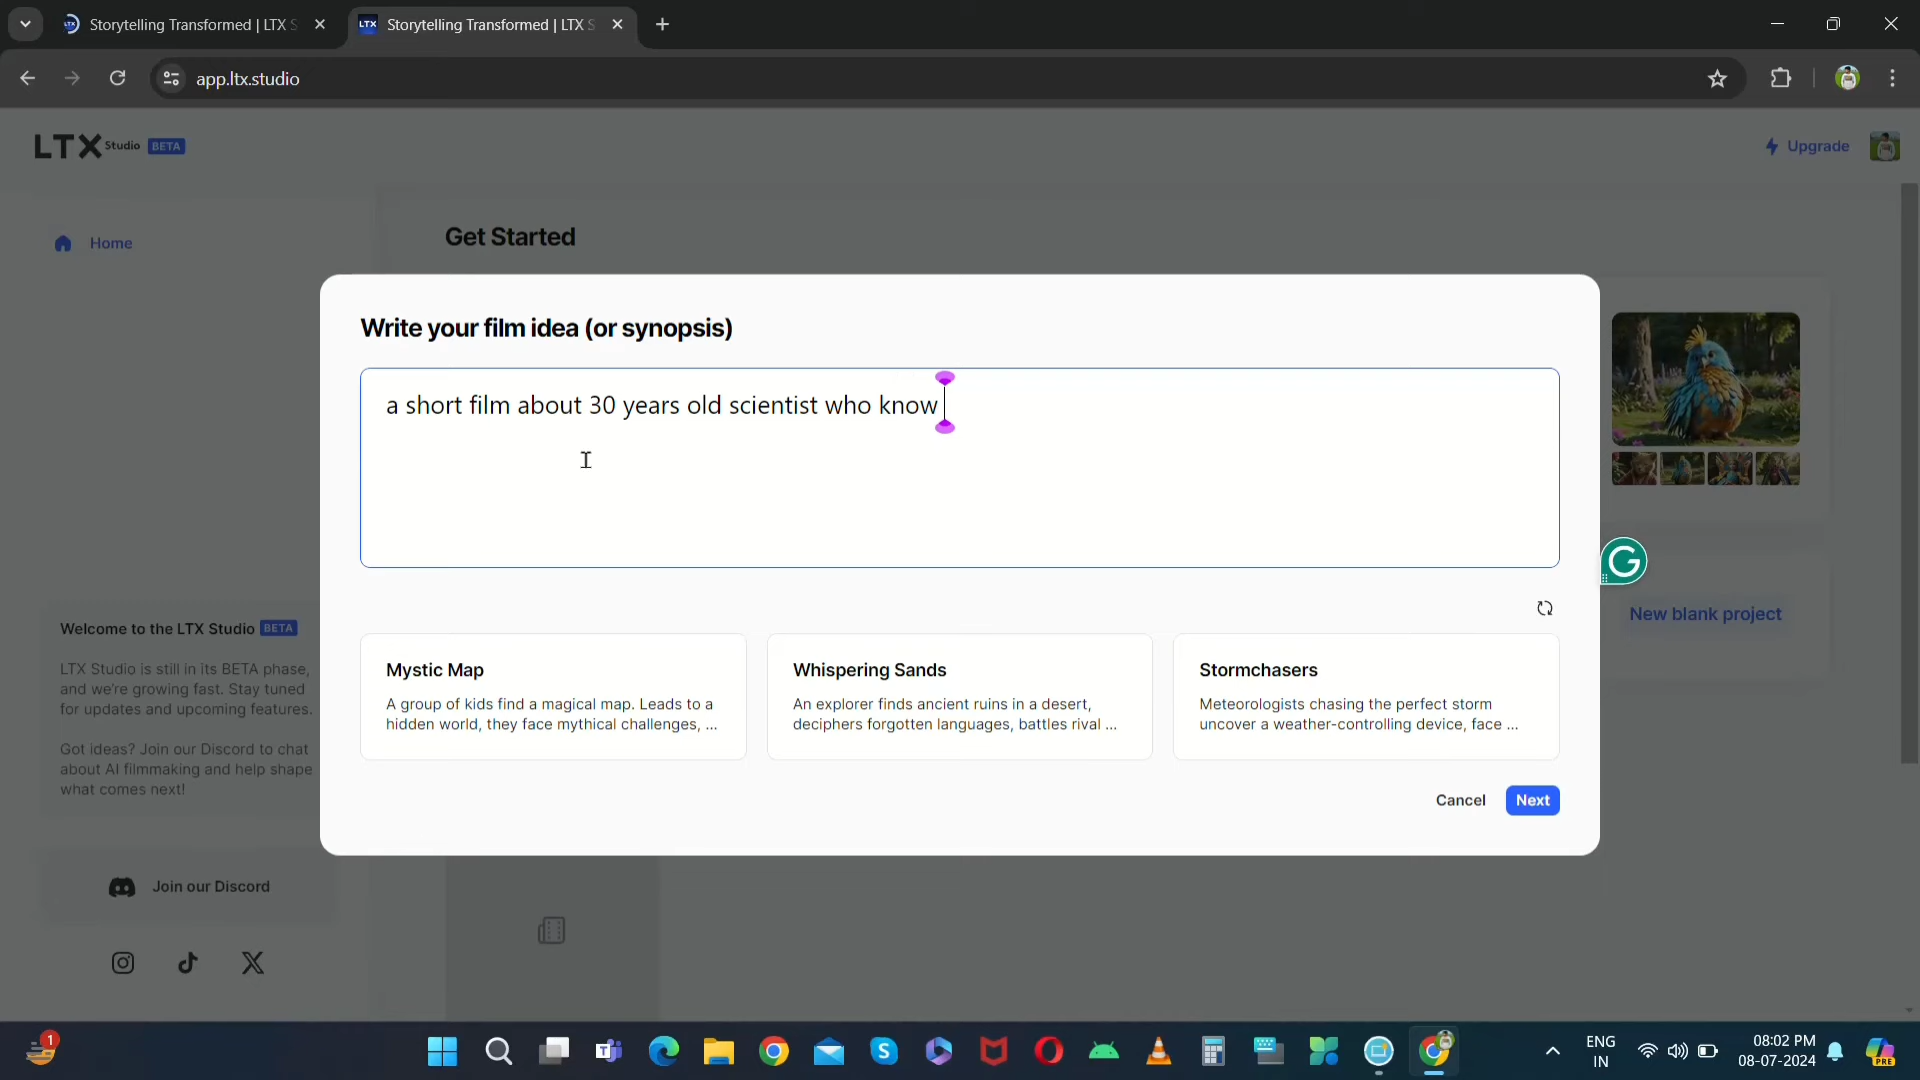 Storytelling Transformed | LTX S
Storytelling Transformed | LTX S
app.ltx.studio
LTX Studio BETA
Upgrade
Home
Get Started
Write your film idea (or synopsis)
a short film about 30 years old scientist who know
New blank project
Welcome to the LTX Studio BETA
LTX Studio is still in its BETA phase,
and we're growing fast. Stay tuned
for updates and upcoming features.
Got ideas? Join our Discord to chat
about AI filmmaking and help shape
what comes next!
Mystic Map
A group of kids find a magical map. Leads to a
hidden world, they face mythical challenges, ...
Whispering Sands
An explorer finds ancient ruins in a desert,
deciphers forgotten languages, battles rival ...
Stormchasers
Meteorologists chasing the perfect storm
uncover a weather-controlling device, face ...
Cancel
Next
Join our Discord
1
ENG
IN
08:02 PM
08-07-2024
PRE